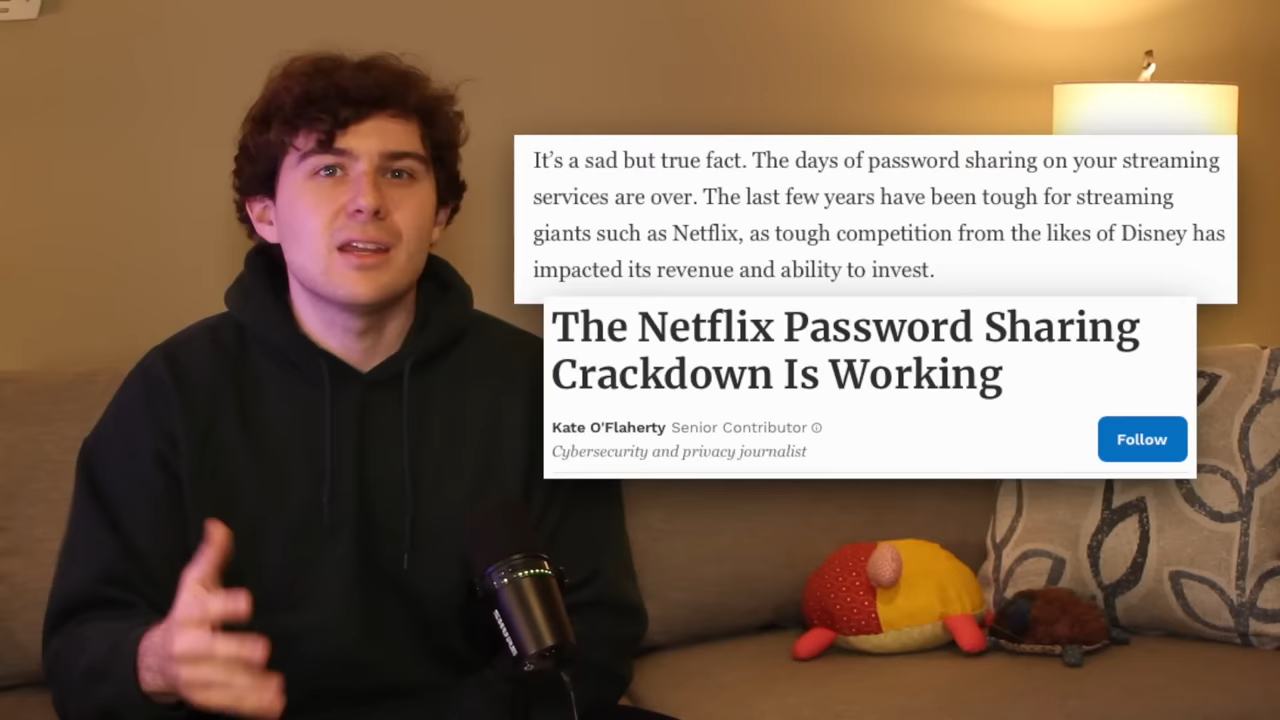 It’s a sad but true fact. The days of password sharing on your streaming
services are over. The last few years have been tough for streaming
giants such as Netflix, as tough competition from the likes of Disney has
impacted its revenue and ability to invest.
The Netflix Password Sharing
Crackdown Is Working
Kate O'Flaherty Senior Contributor
Cybersecurity and privacy journalist
Follow
SHURE